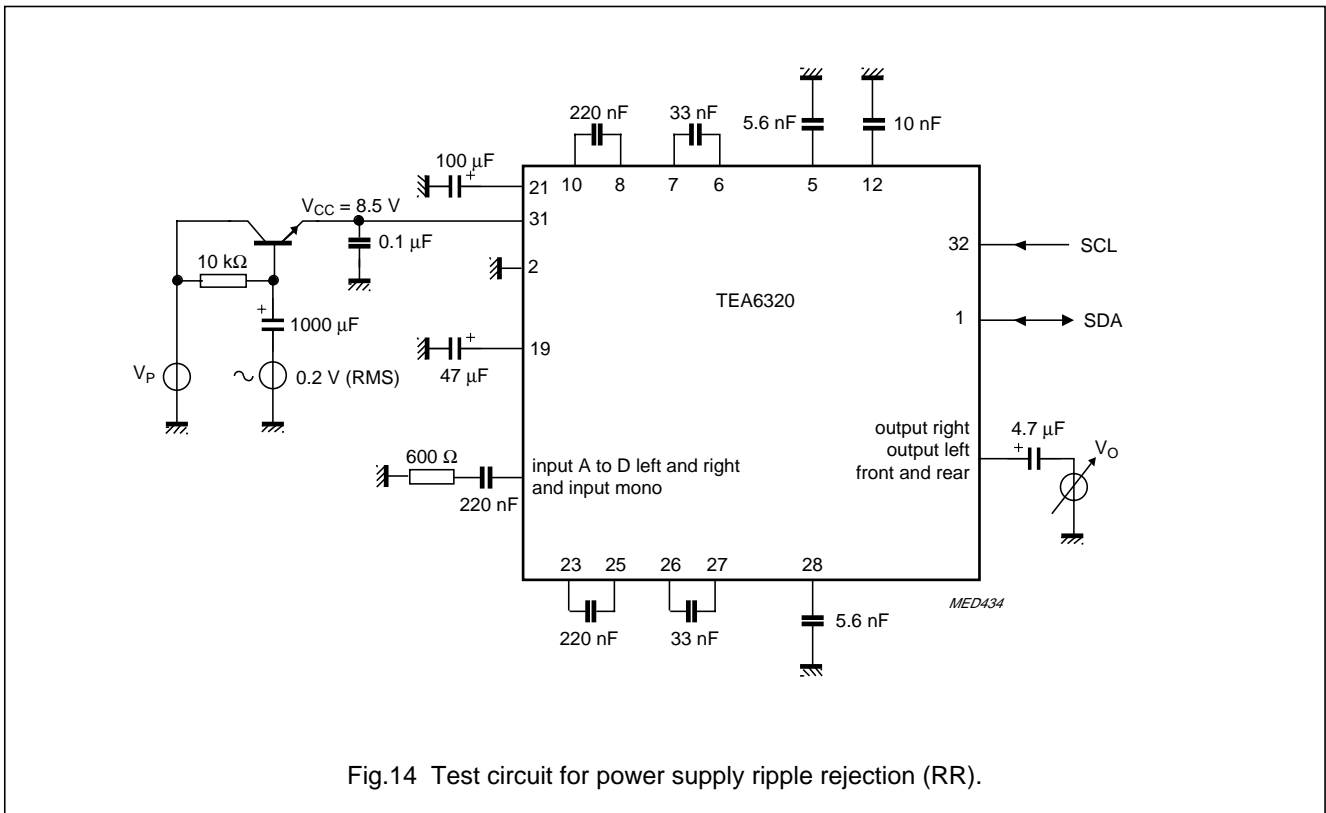 220 nF
33 nF
5.6 nF
10 nF
100 µF
+
21
10
8
7
6
5
12
VCC = 8.5 V
31
0.1 µF
32
SCL
2
10 kΩ
TEA6320
+
1000 µF
1
SDA
+
19
VP
0.2 V (RMS)
47 µF
output right
4.7 µF
output left
+
VO
600 Ω
input A to D left and right
front and rear
and input mono
220 nF
23
25
26
27
28
MED434
220 nF
33 nF
5.6 nF
Fig.14 Test circuit for power supply ripple rejection (RR).